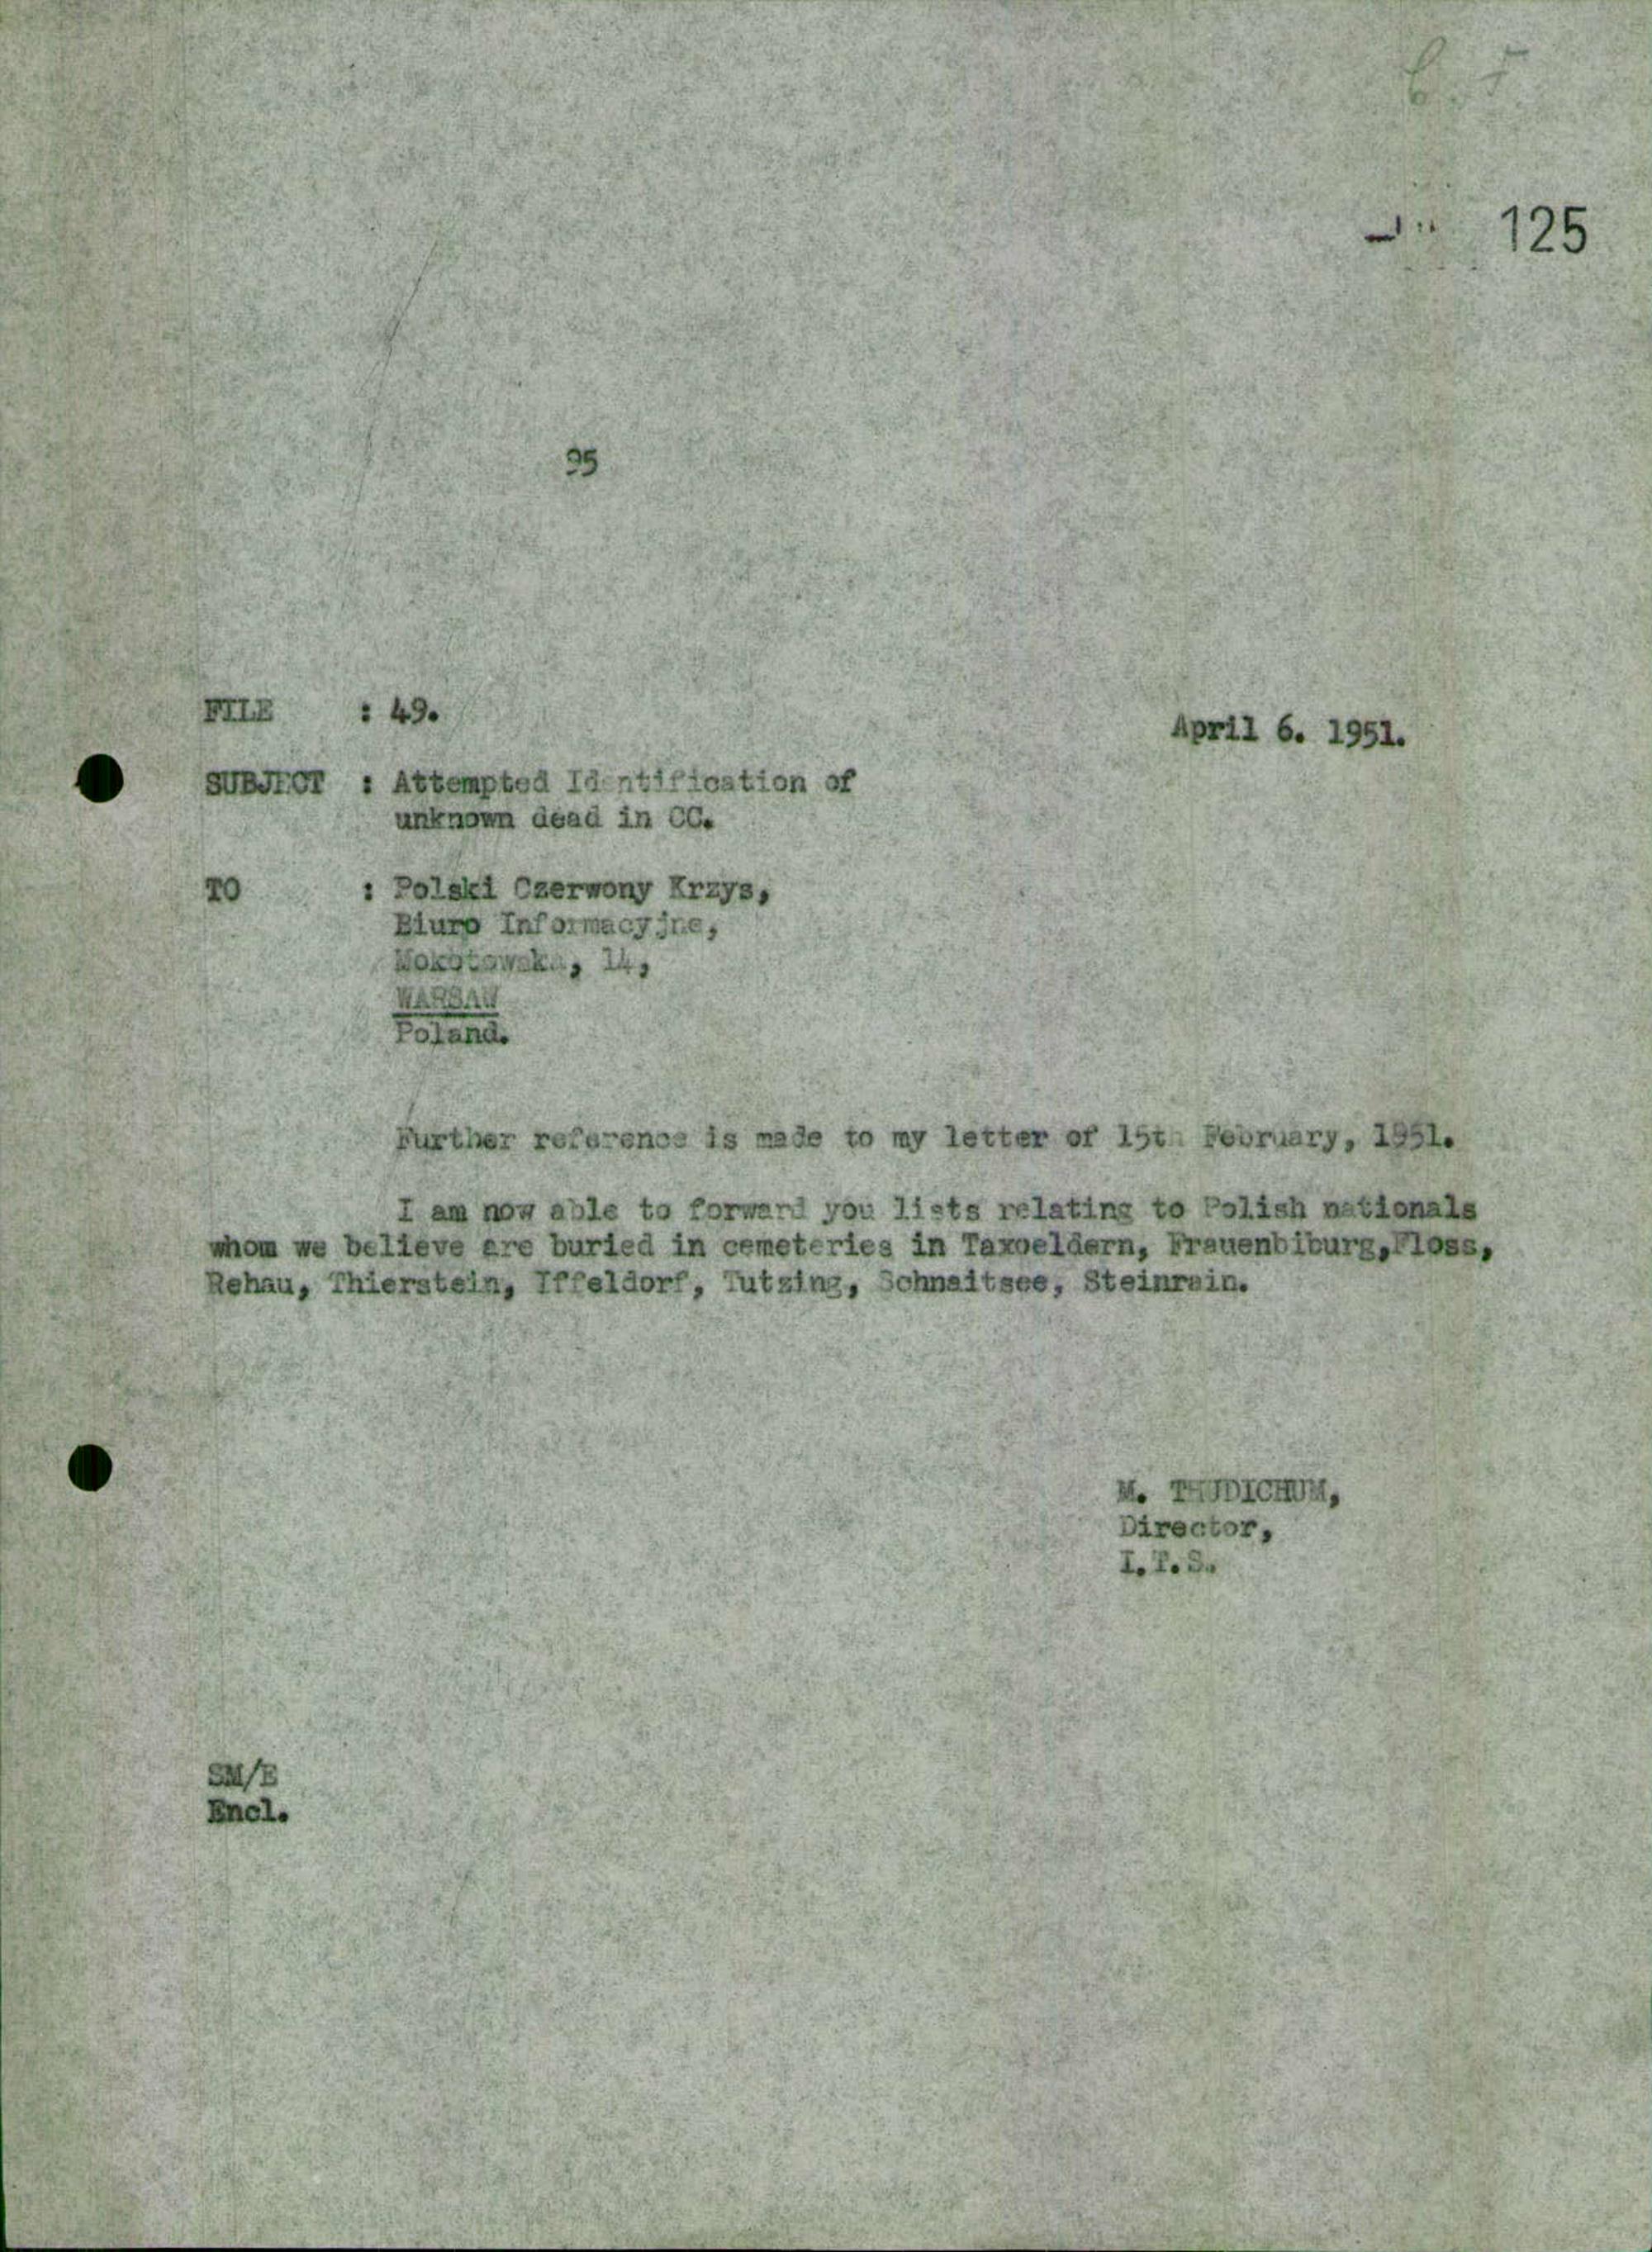 125
95
FILE : 49.
April 6. 1951.
SUBJECT : Attempted Identification of
unknown dead in CC.
TO : Polski Czerwony Krzys,
Biuro Informacyjne,
Mokotowska, 14,
WARSAW
Poland.
Further reference is made to my letter of 15th February, 1951.
I am now able to forward you lists relating to Polish nationals
whom we believe are buried in cemeteries in Taxoeldern, Frauenbiburg, Floss,
Rehau, Thierstein, Iffeldorf, Tutzing, Schnaitsee, Steinrain.
M. THUDICHUM,
Director,
I.T.S.
SM/E
Encl.